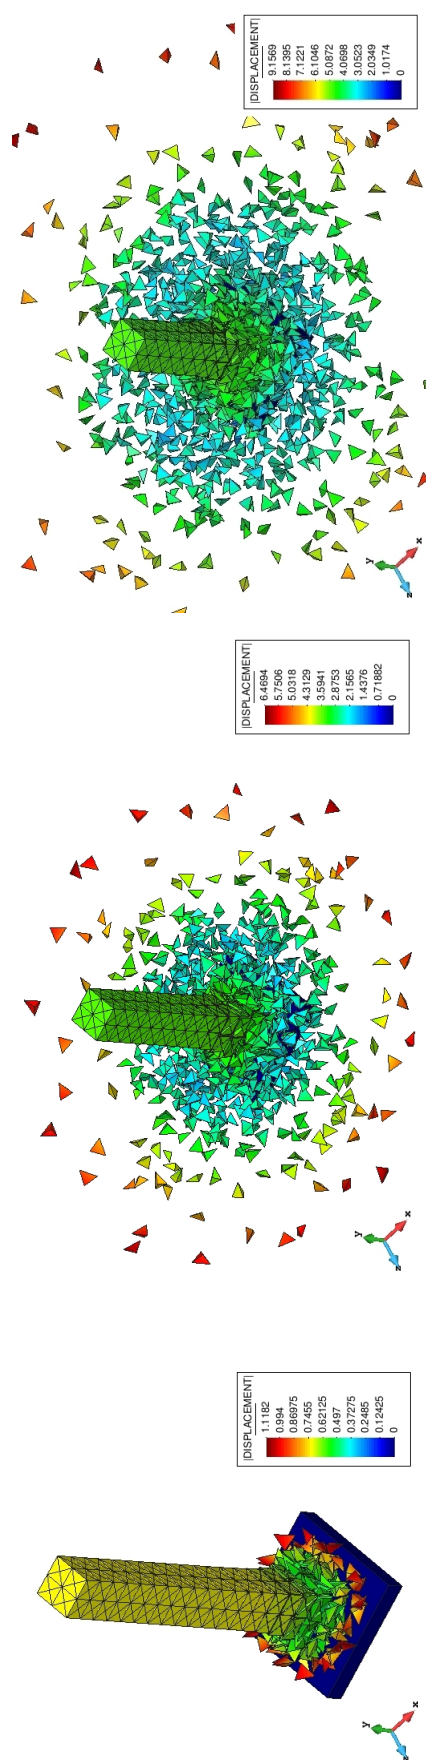 |DISPLACEMENT|
9.1569
8.1395
7.1221
6.1046
5.0872
4.0698
3.0523
2.0349
1.0174
0
y
z
x
|DISPLACEMENT|
6.4694
5.7506
5.0318
4.3129
3.5941
2.8753
2.1565
1.4376
0.71882
0
y
z
x
|DISPLACEMENT|
1.1182
0.994
0.86975
0.7455
0.62125
0.497
0.37275
0.2485
0.12425
0
y
z
x